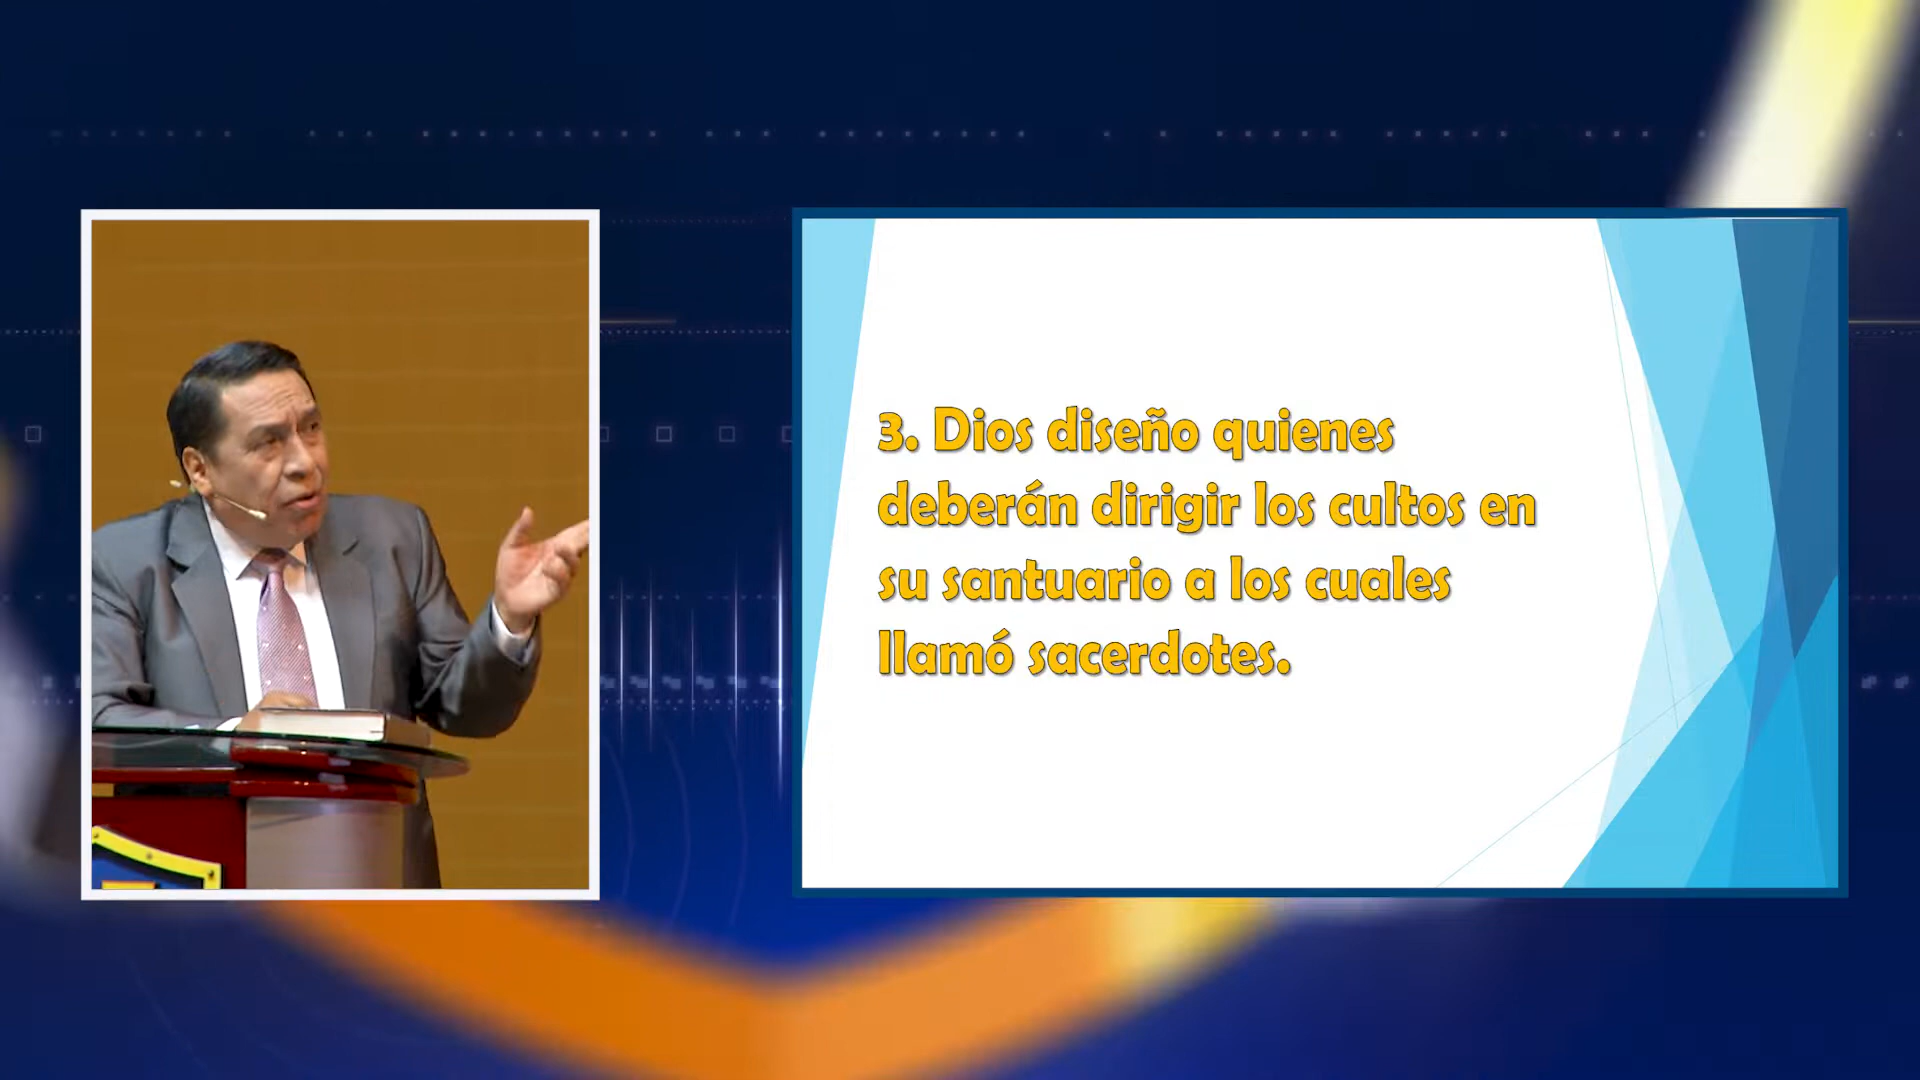 3. Dios diseño quienes
deberán dirigir los cultos en
su santuario a los cuales
llamó sacerdotes.